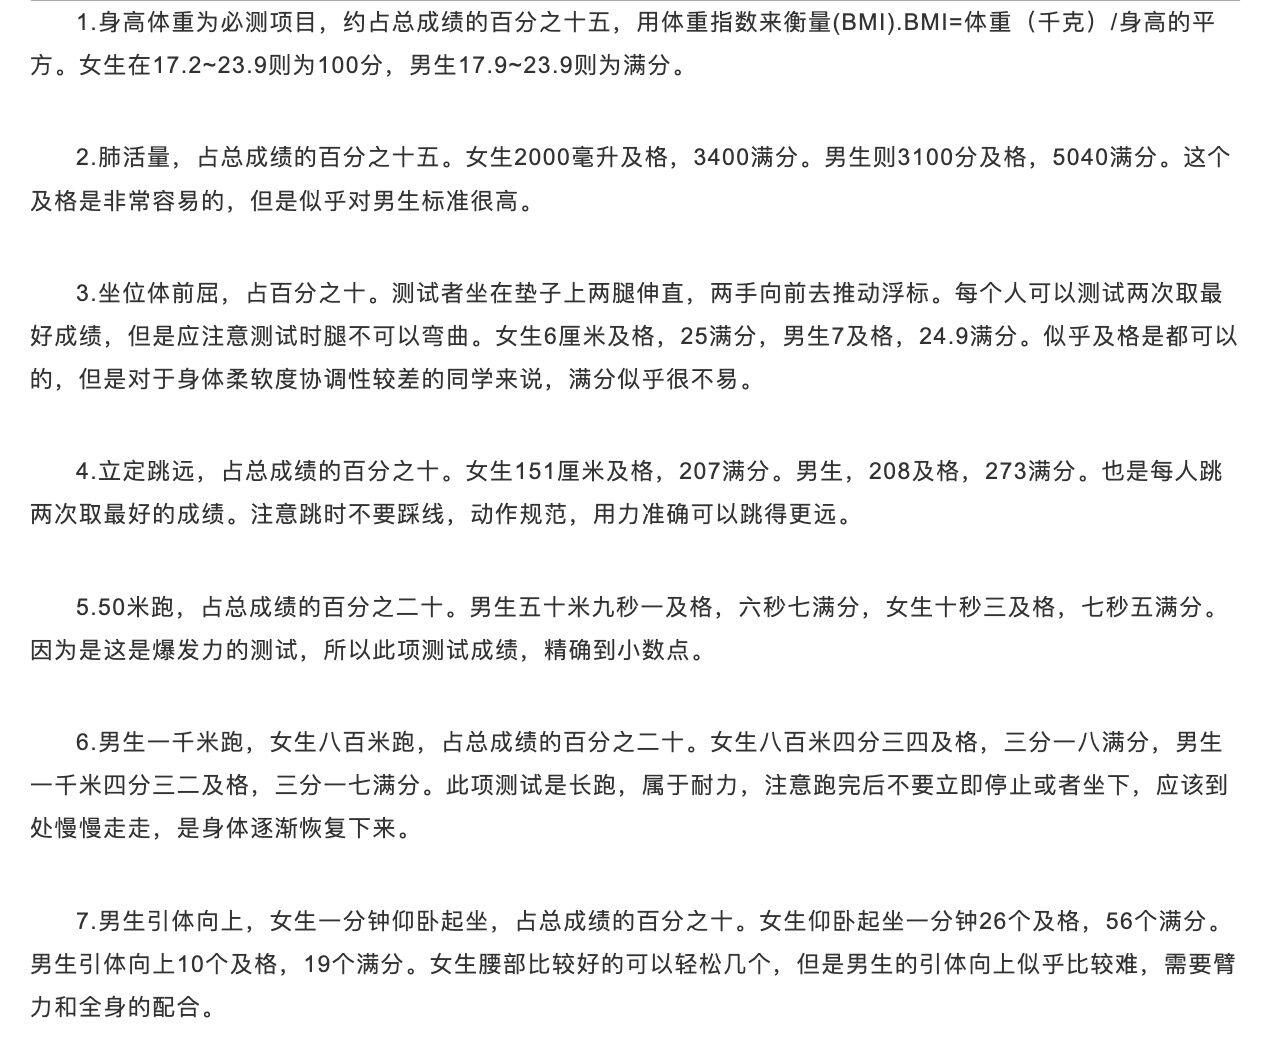 1.身高体重为必测项目，约占总成绩的百分之十五，用体重指数来衡量(BMI).BMI=体重（千克）/身高的平
方。女生在17.2~23.9则为100分，男生17.9~23.9则为满分。
2.肺活量，占总成绩的百分之十五。女生2000毫升及格，3400满分。男生则3100分及格，5040满分。这个
及格是非常容易的，但是似乎对男生标准很高。
3.坐位体前屈，占百分之十。测试者坐在垫子上两腿伸直，两手向前去推动浮标。每个人可以测试两次取最
好成绩，但是应注意测试时腿不可以弯曲。女生6厘米及格，25满分，男生7及格，24.9满分。似乎及格是都可以
的，但是对于身体柔软度协调性较差的同学来说，满分似乎很不易。
4.立定跳远，占总成绩的百分之十。女生151厘米及格，207满分。男生，208及格，273满分。也是每人跳
两次取最好的成绩。注意跳时不要踩线，动作规范，用力准确可以跳得更远。
5.50米跑，占总成绩的百分之二十。男生五十米九秒一及格，六秒七满分，女生十秒三及格，七秒五满分。
因为是这是爆发力的测试，所以此项测试成绩，精确到小数点。
6.男生一千米跑，女生八百米跑，占总成绩的百分之二十。女生八百米四分三四及格，三分一八满分，男生
一千米四分三二及格，三分一七满分。此项测试是长跑，属于耐力，注意跑完后不要立即停止或者坐下，应该到
处慢慢走走，是身体逐渐恢复下来。
7.男生引体向上，女生一分钟仰卧起坐，占总成绩的百分之十。女生仰卧起坐一分钟26个及格，56个满分。
男生引体向上10个及格，19个满分。女生腰部比较好的可以轻松几个，但是男生的引体向上似乎比较难，需要臂
力和全身的配合。